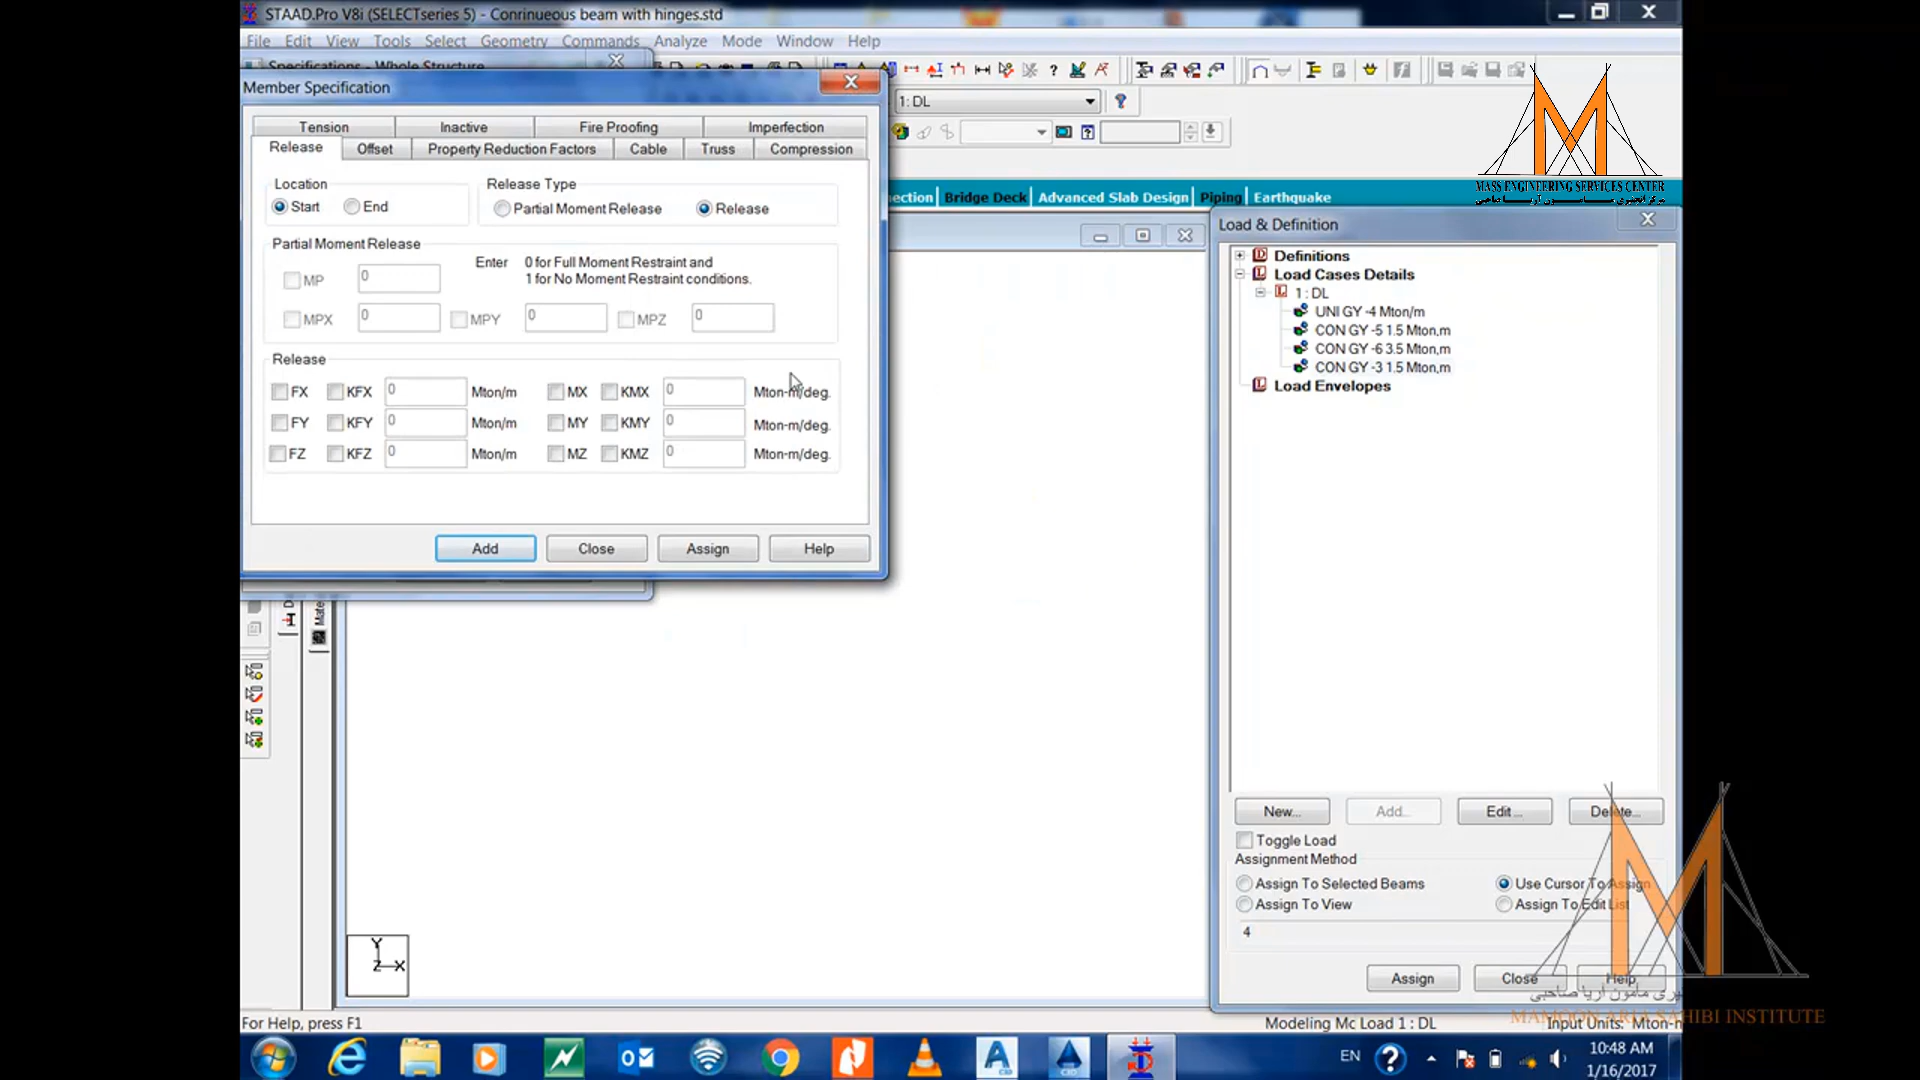 STAAD.Pro V8i (SELECTseries 5) - Conrinueous beam with hinges.std
File Edit View Tools Select Geometry Commands Analyze Mode Window Help
Specifications - Whole Structure
Member Specification
1: DL
Tension Inactive Fire Proofing Imperfection
Release Offset Property Reduction Factors Cable Truss Compression
Location
Start End
Release Type
Partial Moment Release Release
Partial Moment Release
MP 0
Enter 0 for Full Moment Restraint and
1 for No Moment Restraint conditions.
MPX 0 MPY 0 MPZ 0
Release
FX KFX 0 Mton/m MX KMX 0 Mton-m/deg.
FY KFY 0 Mton/m MY KMY 0 Mton-m/deg.
FZ KFZ 0 Mton/m MZ KMZ 0 Mton-m/deg.
Add Close Assign Help
Bridge Deck Advanced Slab Design Piping Earthquake
MASS ENGINEERING SERVICES CENTER
Load & Definition
Definitions
Load Cases Details
1 : DL
UNI GY -4 Mton/m
CON GY -5 1.5 Mton,m
CON GY -6 3.5 Mton,m
CON GY -3 1.5 Mton,m
Load Envelopes
New... Add... Edit... Delete...
Toggle Load
Assignment Method
Assign To Selected Beams Use Cursor To Assign
Assign To View Assign To Edit List
4
Assign Close Help
Y
Z X
For Help, press F1
Modeling Mc Load 1 : DL
MAMOON ARIA SAHIBI INSTITUTE
EN
10:48 AM
1/16/2017